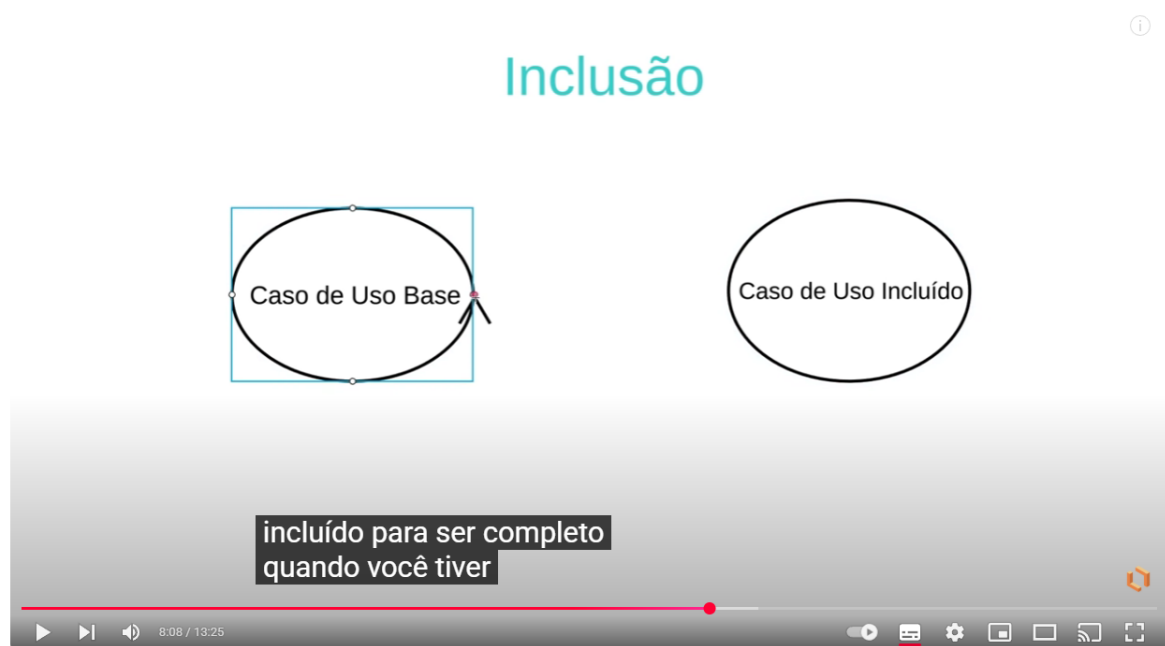 Inclusão
Caso de Uso Base
Caso de Uso Incluído
incluído para ser completo
quando você tiver
8:08 / 13:25